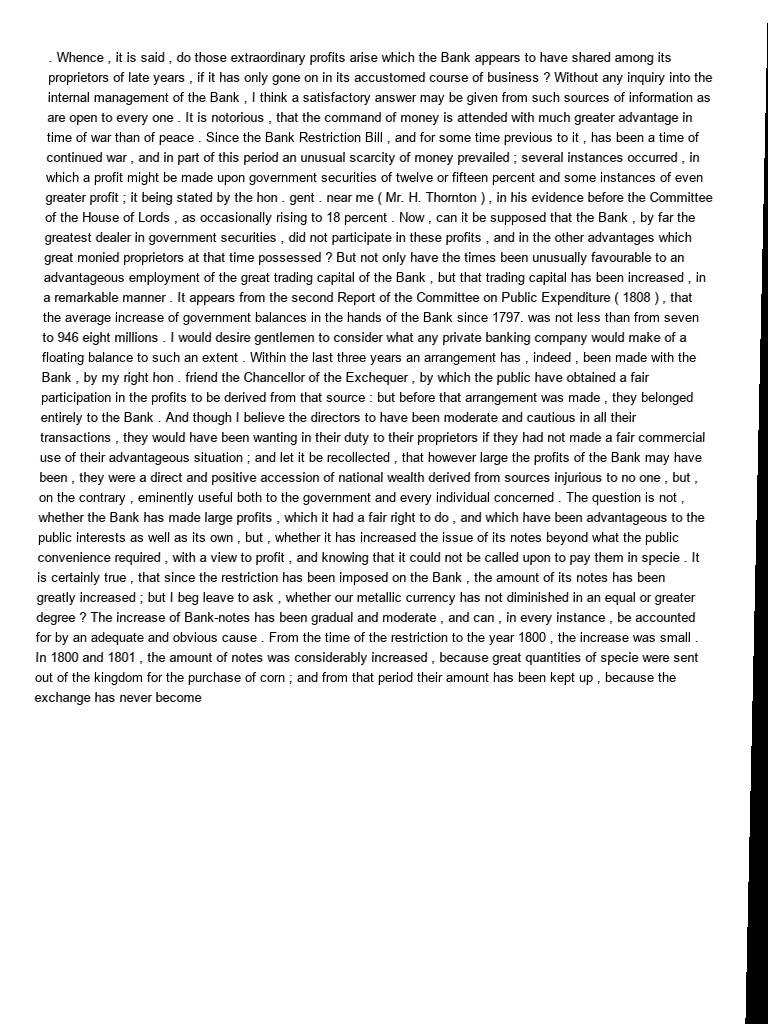 . Whence , it is said , do those extraordinary profits arise which the Bank appears to have shared among its
proprietors of late years , if it has only gone on in its accustomed course of business ? Without any inquiry into the
internal management of the Bank , I think a satisfactory answer may be given from such sources of information as
are open to every one . It is notorious , that the command of money is attended with much greater advantage in
time of war than of peace . Since the Bank Restriction Bill , and for some time previous to it , has been a time of
continued war , and in part of this period an unusual scarcity of money prevailed ; several instances occurred , in
which a profit might be made upon government securities of twelve or fifteen percent and some instances of even
greater profit ; it being stated by the hon . gent . near me ( Mr. H. Thornton ) , in his evidence before the Committee
of the House of Lords , as occasionally rising to 18 percent . Now , can it be supposed that the Bank , by far the
greatest dealer in government securities , did not participate in these profits , and in the other advantages which
great monied proprietors at that time possessed ? But not only have the times been unusually favourable to an
advantageous employment of the great trading capital of the Bank , but that trading capital has been increased , in
a remarkable manner . It appears from the second Report of the Committee on Public Expenditure ( 1808 ) , that
the average increase of government balances in the hands of the Bank since 1797. was not less than from seven
to 946 eight millions . I would desire gentlemen to consider what any private banking company would make of a
floating balance to such an extent . Within the last three years an arrangement has , indeed , been made with the
Bank , by my right hon . friend the Chancellor of the Exchequer , by which the public have obtained a fair
participation in the profits to be derived from that source : but before that arrangement was made , they belonged
entirely to the Bank . And though I believe the directors to have been moderate and cautious in all their
transactions , they would have been wanting in their duty to their proprietors if they had not made a fair commercial
use of their advantageous situation ; and let it be recollected , that however large the profits of the Bank may have
been , they were a direct and positive accession of national wealth derived from sources injurious to no one , but ,
on the contrary , eminently useful both to the government and every individual concerned . The question is not ,
whether the Bank has made large profits , which it had a fair right to do , and which have been advantageous to the
public interests as well as its own , but , whether it has increased the issue of its notes beyond what the public
convenience required , with a view to profit , and knowing that it could not be called upon to pay them in specie . It
is certainly true , that since the restriction has been imposed on the Bank , the amount of its notes has been
greatly increased ; but I beg leave to ask , whether our metallic currency has not diminished in an equal or greater
degree ? The increase of Bank-notes has been gradual and moderate , and can , in every instance , be accounted
for by an adequate and obvious cause . From the time of the restriction to the year 1800 , the increase was small .
In 1800 and 1801 , the amount of notes was considerably increased , because great quantities of specie were sent
out of the kingdom for the purchase of corn ; and from that period their amount has been kept up , because the
exchange has never become